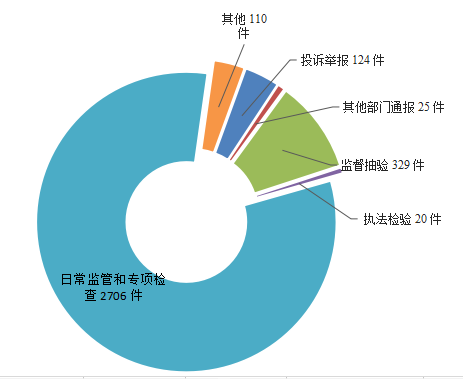 其他 110
件
投诉举报 124 件
其他部门通报 25 件
监督抽验 329 件
执法检验 20 件
日常监管和专项检
查 2706 件